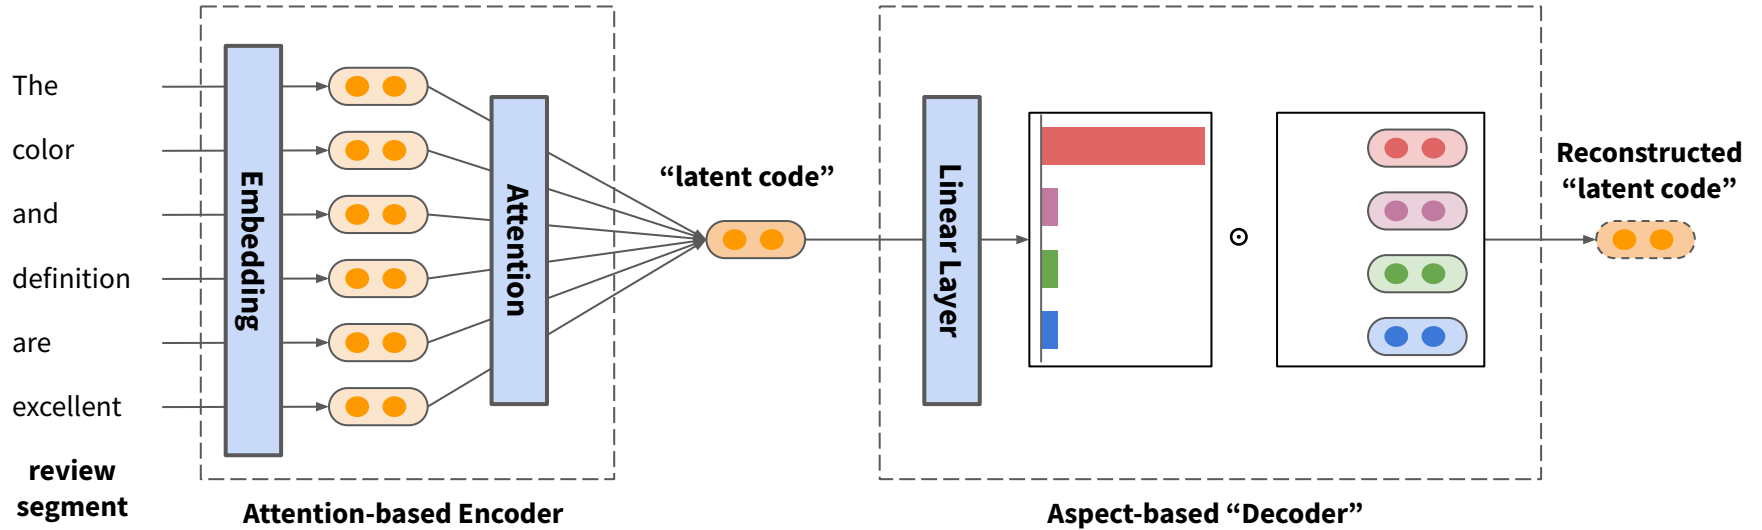 The
color
and
definition
are
excellent
review
segment
Embedding
Attention
Attention-based Encoder
“latent code”
Linear Layer
Aspect-based “Decoder”
Reconstructed
“latent code”